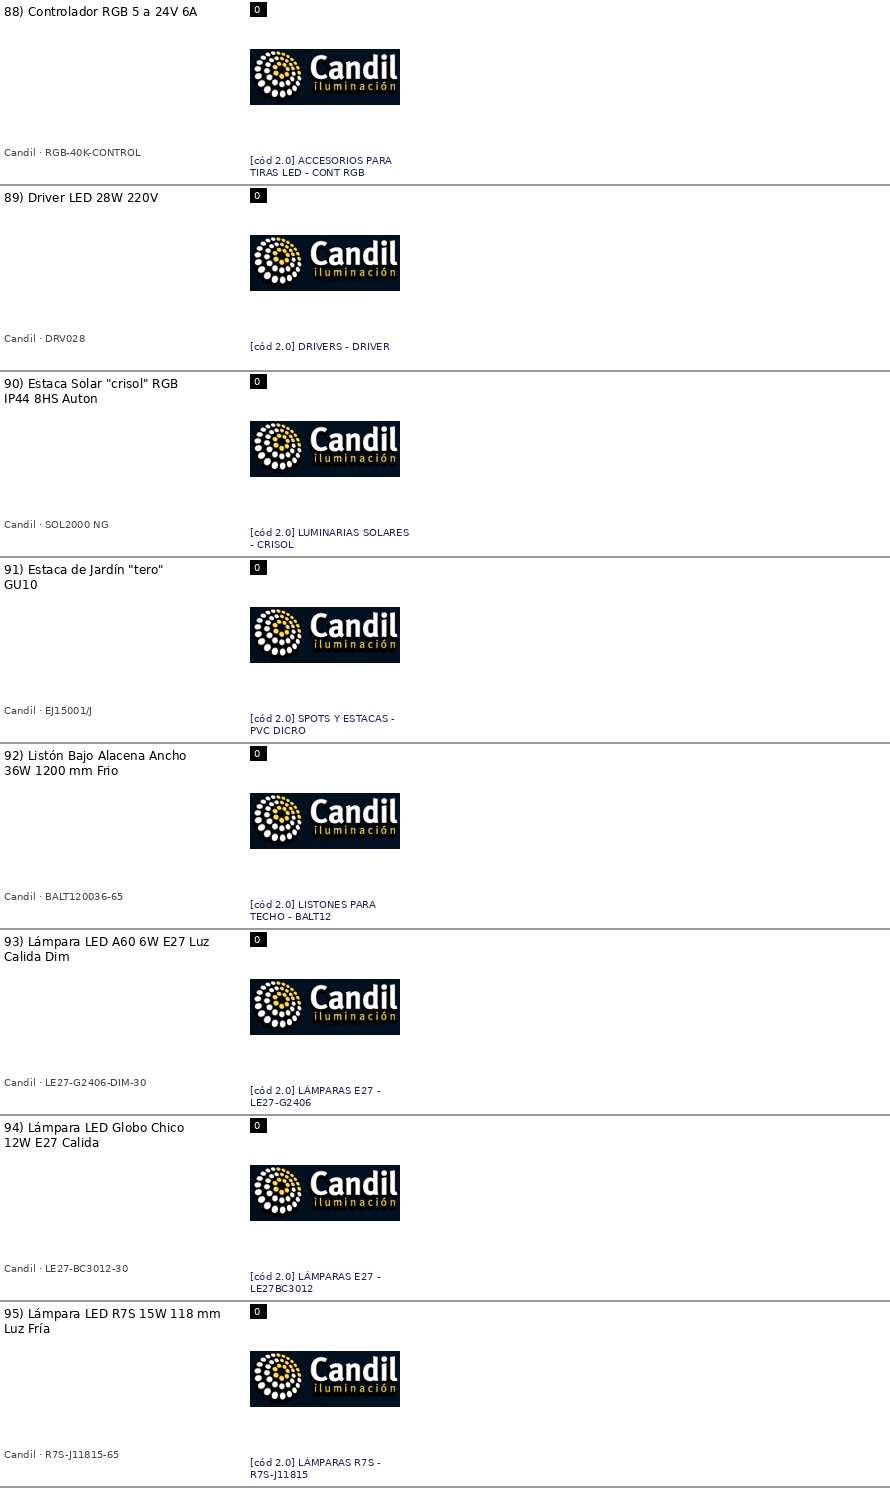 88) Controlador RGB 5 a 24V 6A
0
Candil
iluminación
Candil · RGB-40K-CONTROL
[cód 2.0] ACCESORIOS PARA
TIRAS LED - CONT RGB
89) Driver LED 28W 220V
0
Candil
iluminación
Candil · DRV028
[cód 2.0] DRIVERS - DRIVER
90) Estaca Solar "crisol" RGB
IP44 8HS Auton
0
Candil
iluminación
Candil · SOL2000 NG
[cód 2.0] LUMINARIAS SOLARES
- CRISOL
91) Estaca de Jardín "tero"
GU10
0
Candil
iluminación
Candil · EJ15001/J
[cód 2.0] SPOTS Y ESTACAS -
PVC DICRO
92) Listón Bajo Alacena Ancho
36W 1200 mm Frio
0
Candil
iluminación
Candil · BALT120036-65
[cód 2.0] LISTONES PARA
TECHO - BALT12
93) Lámpara LED A60 6W E27 Luz
Calida Dim
0
Candil
iluminación
Candil · LE27-G2406-DIM-30
[cód 2.0] LÁMPARAS E27 -
LE27-G2406
94) Lámpara LED Globo Chico
12W E27 Calida
0
Candil
iluminación
Candil · LE27-BC3012-30
[cód 2.0] LÁMPARAS E27 -
LE27BC3012
95) Lámpara LED R7S 15W 118 mm
Luz Fría
0
Candil
iluminación
Candil · R7S-J11815-65
[cód 2.0] LÁMPARAS R7S -
R7S-J11815